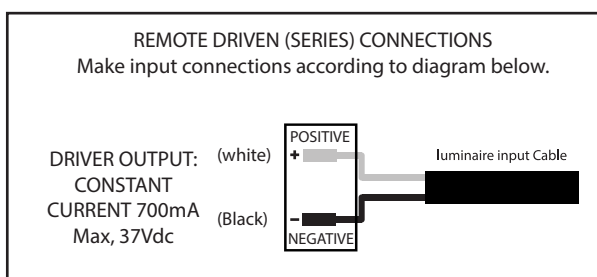 REMOTE DRIVEN (SERIES) CONNECTIONS
Make input connections according to diagram below.
DRIVER OUTPUT:
CONSTANT
CURRENT 700mA
Max, 37Vdc
(white)
(Black)
POSITIVE
+
–
NEGATIVE
luminaire input Cable